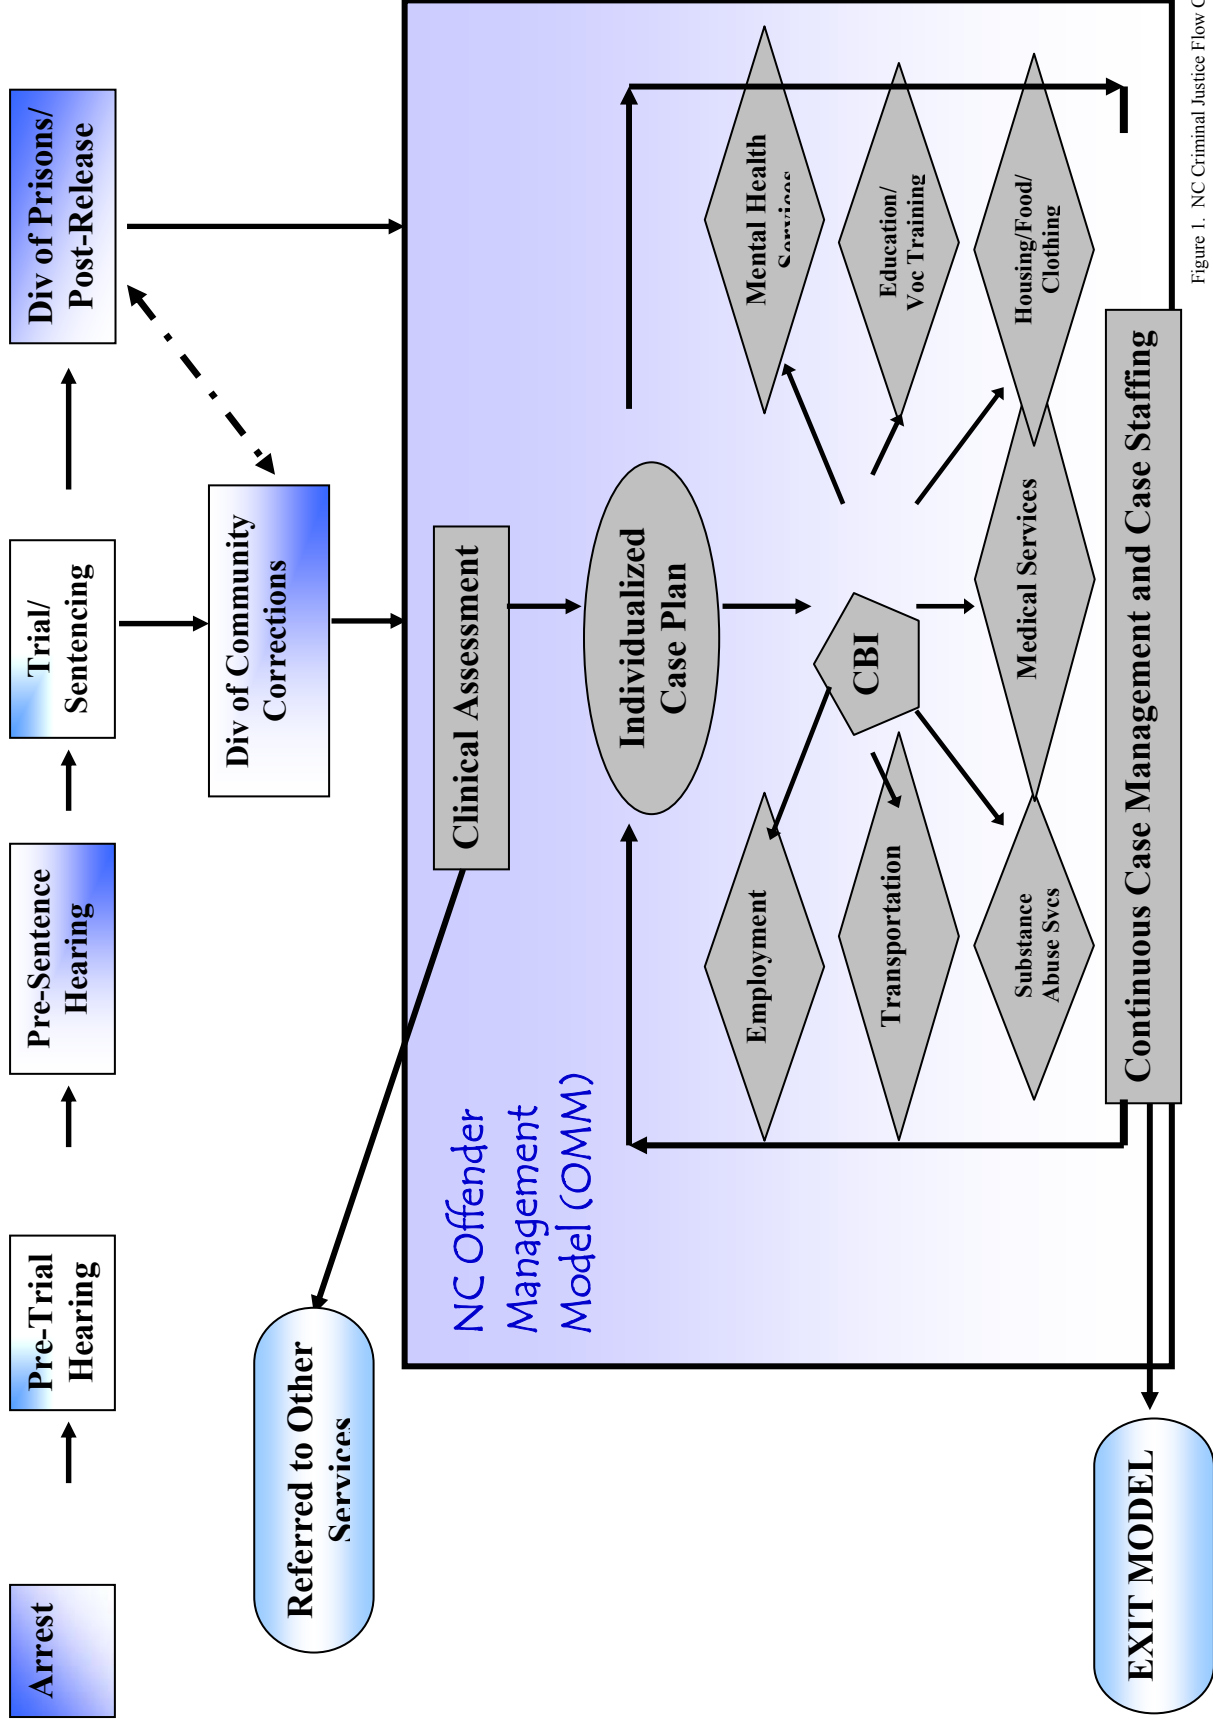 Arrest
Pre-Trial
Hearing
Pre-Sentence
Hearing
Trial/
Sentencing
Div of Prisons/
Post-Release
Div of Community
Corrections
Referred to Other
Services
NC Offender
Management
Model (OMM)
Clinical Assessment
Individualized
Case Plan
CBI
Employment
Mental Health
Services
Transportation
Education/
Voc Training
Substance
Abuse Svcs
Medical Services
Housing/Food/
Clothing
Continuous Case Management and Case Staffing
EXIT MODEL
Figure 1. NC Criminal Justice Flow